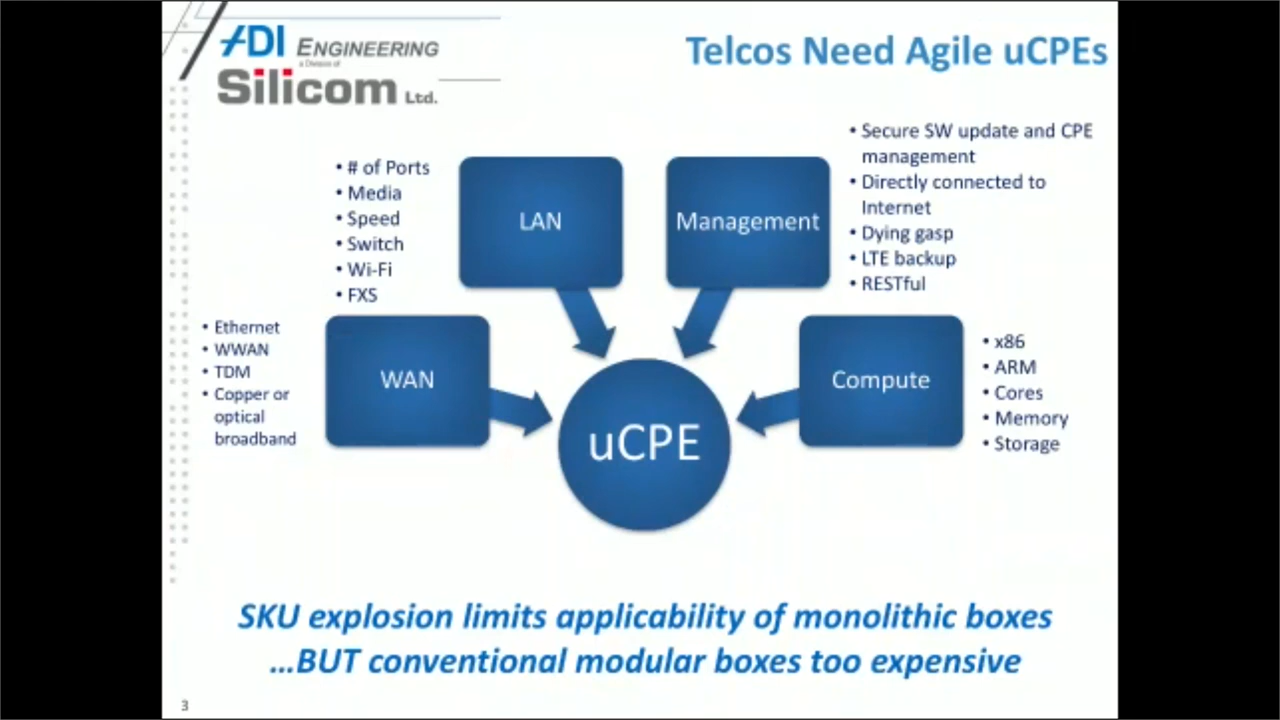 ADI ENGINEERING
a Division of
Silicom Ltd.
Telcos Need Agile uCPEs
• # of Ports
• Media
• Speed
• Switch
• Wi-Fi
• FXS
LAN
Management
• Secure SW update and CPE
management
• Directly connected to
Internet
• Dying gasp
• LTE backup
• RESTful
• Ethernet
• WWAN
• TDM
• Copper or
optical
broadband
WAN
uCPE
Compute
• x86
• ARM
• Cores
• Memory
• Storage
SKU explosion limits applicability of monolithic boxes
...BUT conventional modular boxes too expensive
3